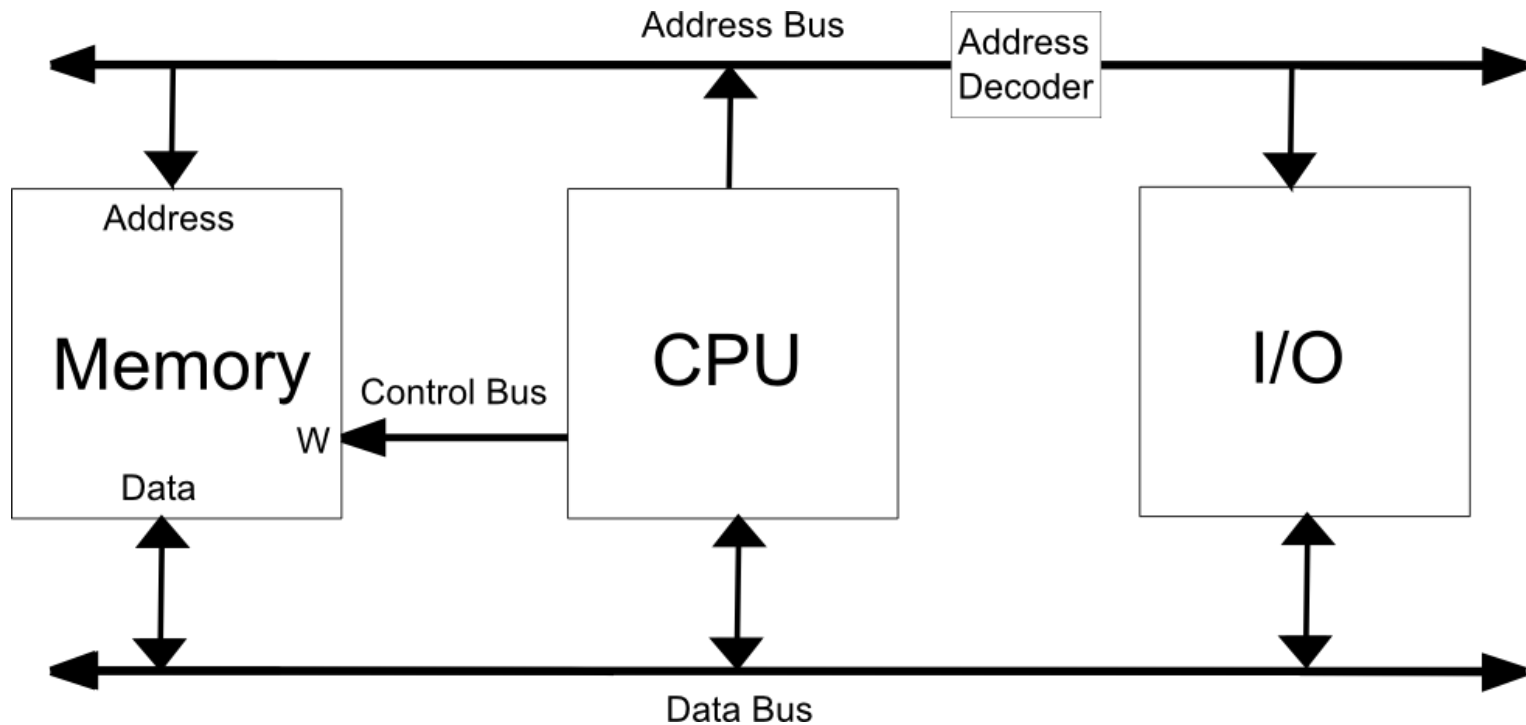 Address Bus
Address
Decoder
Address
Memory
CPU
I/O
Control Bus
W
Data
Data Bus